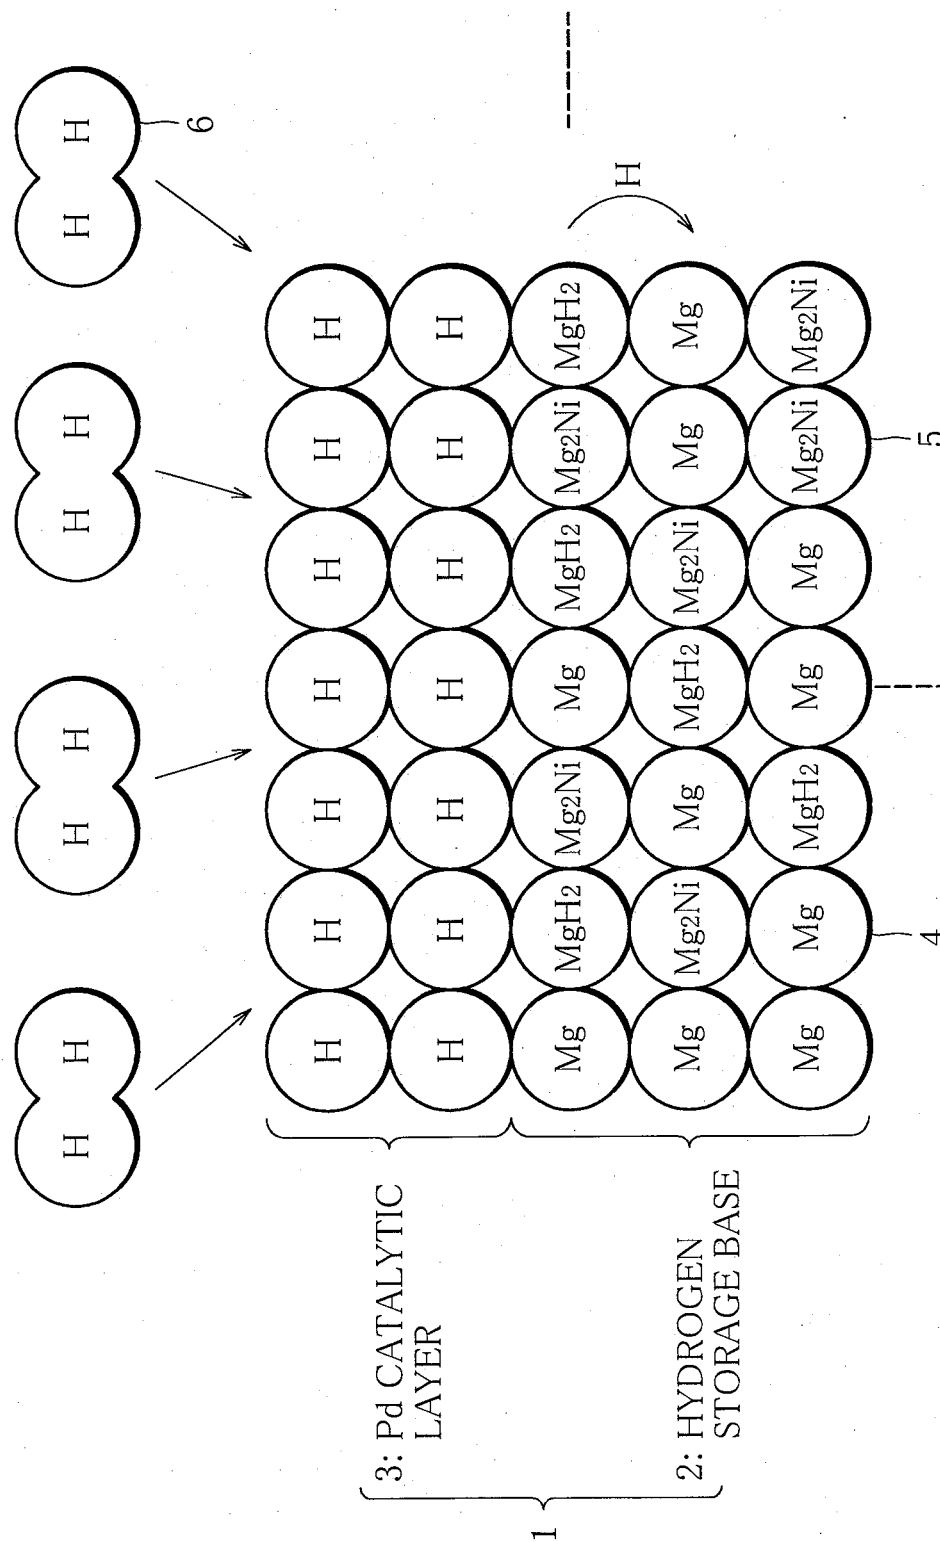 H H H H H H H H
6
H H H H H H H
3: Pd CATALYTIC
LAYER
H H H H H H H
1
Mg MgH2 Mg2Ni Mg MgH2 Mg2Ni MgH2
H
2: HYDROGEN
STORAGE BASE
Mg Mg2Ni Mg MgH2 Mg2Ni Mg Mg
Mg Mg MgH2 Mg Mg Mg2Ni Mg2Ni
4 5